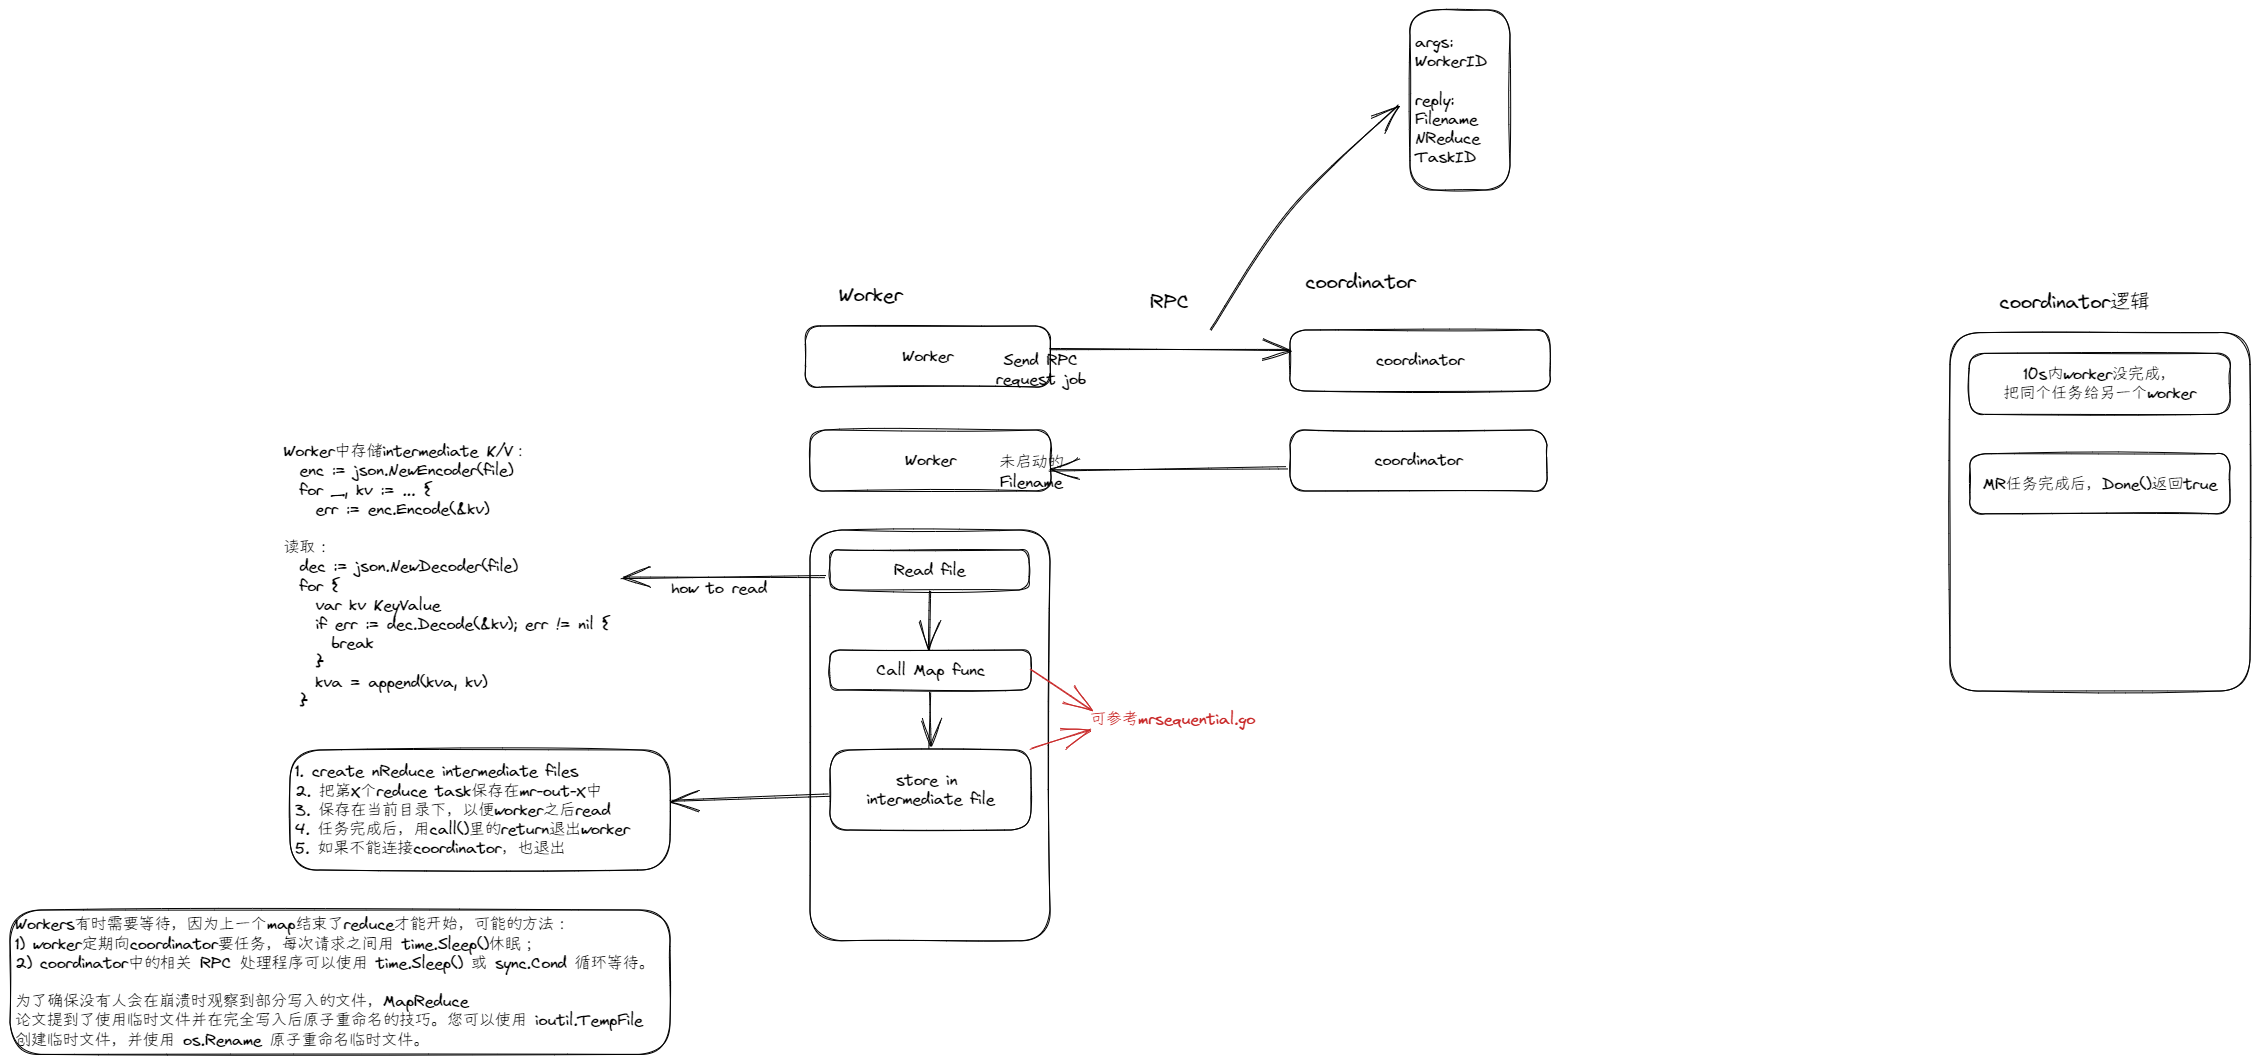 args:
WorkerID
reply:
Filename
NReduce
TaskID
Worker
RPC
coordinator
coordinator逻辑
Worker
Send RPC
request job
coordinator
10s内worker没完成，
把同个任务给另一个worker
Worker
未启动的
Filename
coordinator
MR任务完成后，Done()返回true
Worker中存储intermediate K/V：
enc := json.NewEncoder(file)
for _, kv := ... {
err := enc.Encode(&kv)
读取：
dec := json.NewDecoder(file)
for {
var kv KeyValue
if err := dec.Decode(&kv); err != nil {
break
}
kva = append(kva, kv)
}
how to read
Read file
Call Map func
可参考mrsequential.go
store in
intermediate file
1. create nReduce intermediate files
2. 把第X个reduce task保存在mr-out-X中
3. 保存在当前目录下，以便worker之后read
4. 任务完成后，用call()里的return退出worker
5. 如果不能连接coordinator，也退出
Workers有时需要等待，因为上一个map结束了reduce才能开始，可能的方法：
1) worker定期向coordinator要任务，每次请求之间用 time.Sleep()休眠；
2) coordinator中的相关 RPC 处理程序可以使用 time.Sleep() 或 sync.Cond 循环等待。
为了确保没有人会在崩溃时观察到部分写入的文件，MapReduce
论文提到了使用临时文件并在完全写入后原子重命名的技巧。您可以使用 ioutil.TempFile
创建临时文件，并使用 os.Rename 原子重命名临时文件。